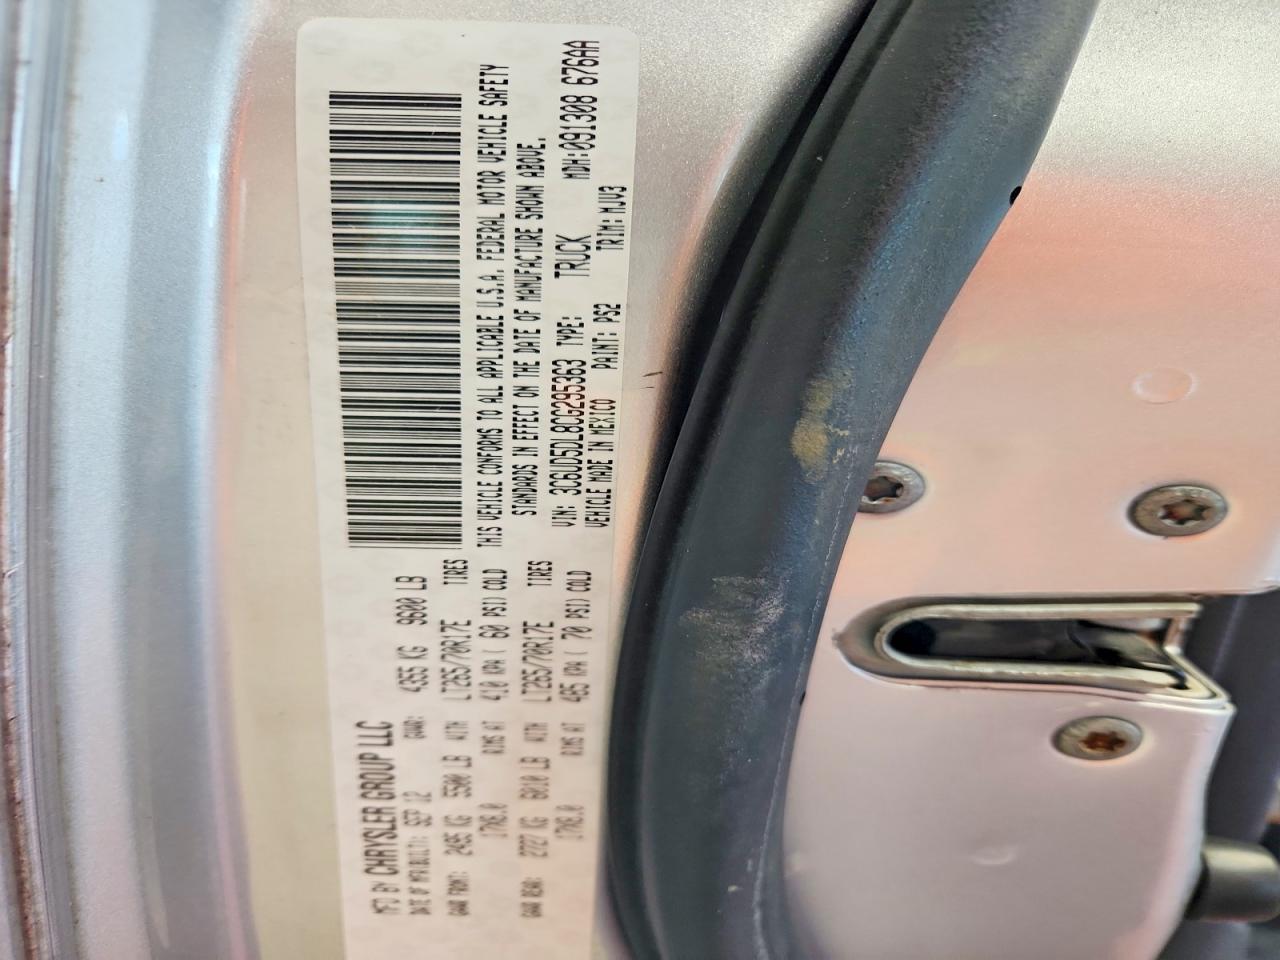 MFD BY CHRYSLER GROUP LLC
DATE OF MFR/BUILT: SEP 12 GVWR: 4355 KG 9600 LB
GAWR FRONT: 2495 KG 5500 LB WITH LT265/70R17E TIRES
17X8.0 RIMS AT 410 KPA ( 60 PSI) COLD
GAWR REAR: 2727 KG 6010 LB WITH LT265/70R17E TIRES
17X8.0 RIMS AT 485 KPA ( 70 PSI) COLD
THIS VEHICLE CONFORMS TO ALL APPLICABLE U.S.A. FEDERAL MOTOR VEHICLE SAFETY
STANDARDS IN EFFECT ON THE DATE OF MANUFACTURE SHOWN ABOVE.
VIN: 3C6UD5DL8CG295363 TYPE: TRUCK MDH:091308 676AA
VEHICLE MADE IN MEXICO PAINT: PS2 TRIM: MJV3